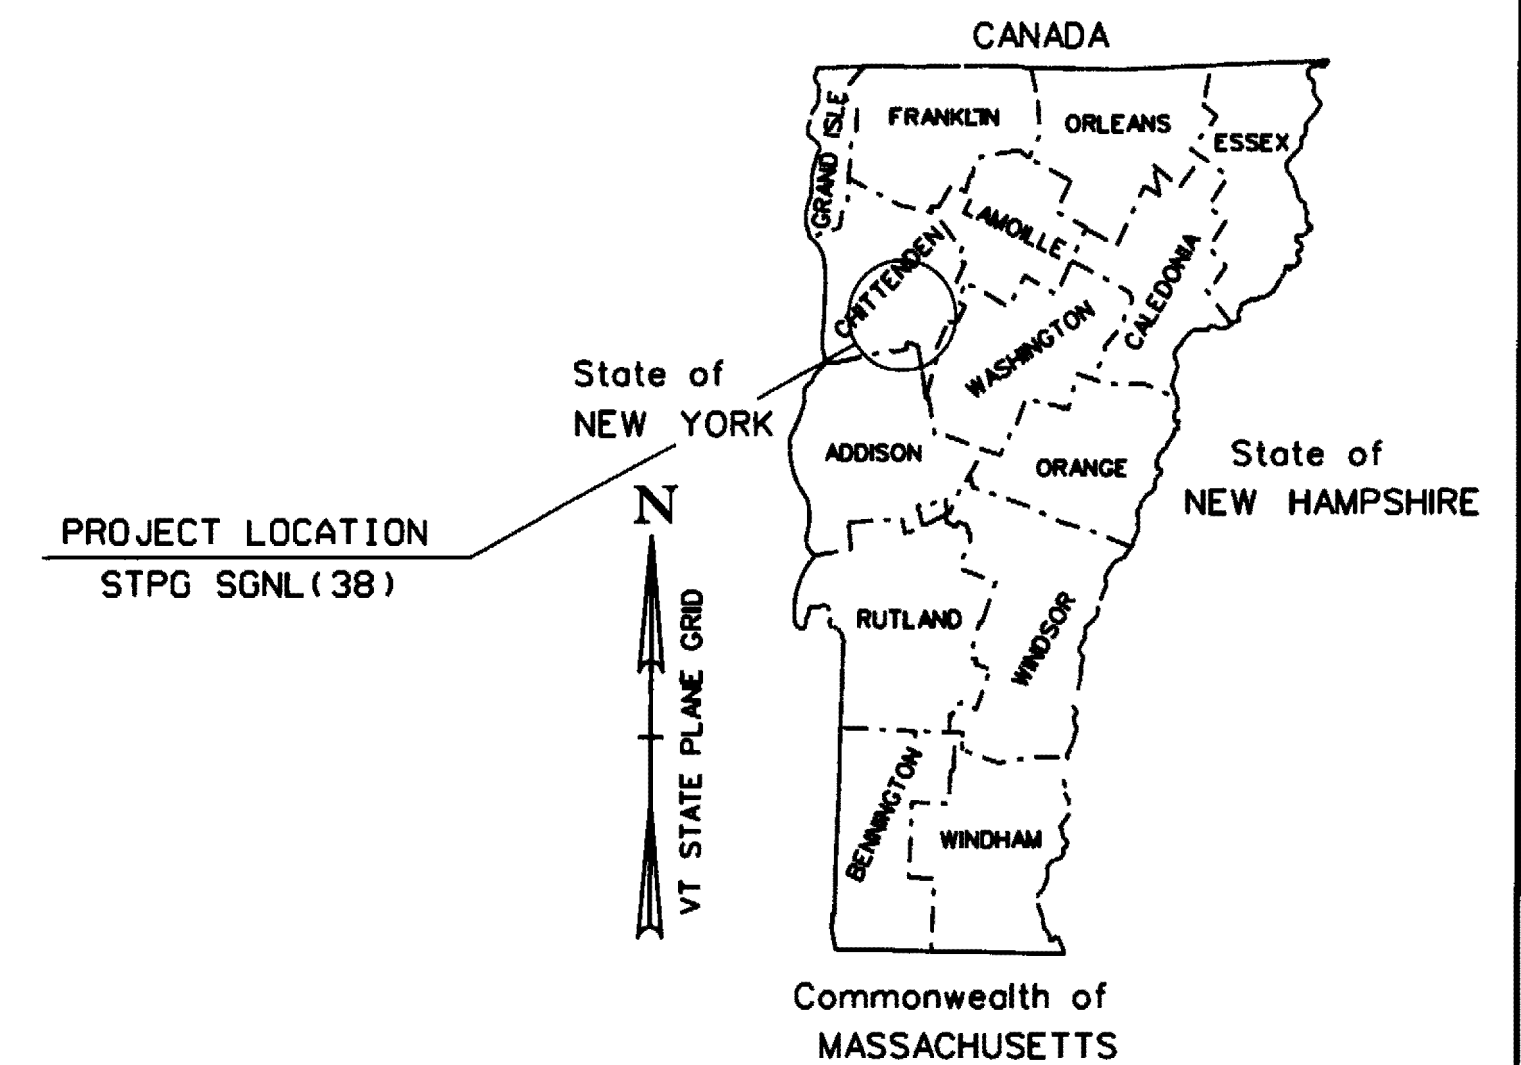 CANADA
FRANKLIN
ORLEANS
ESSEX
GRAND ISLE
LAMOILLE
CHITTENDEN
CALEDONIA
WASHINGTON
State of
NEW YORK
ADDISON
ORANGE
State of
NEW HAMPSHIRE
N
PROJECT LOCATION
STPG SGNL(38)
VT STATE PLANE GRID
RUTLAND
WINDSOR
BENNINGTON
WINDHAM
Commonwealth of
MASSACHUSETTS